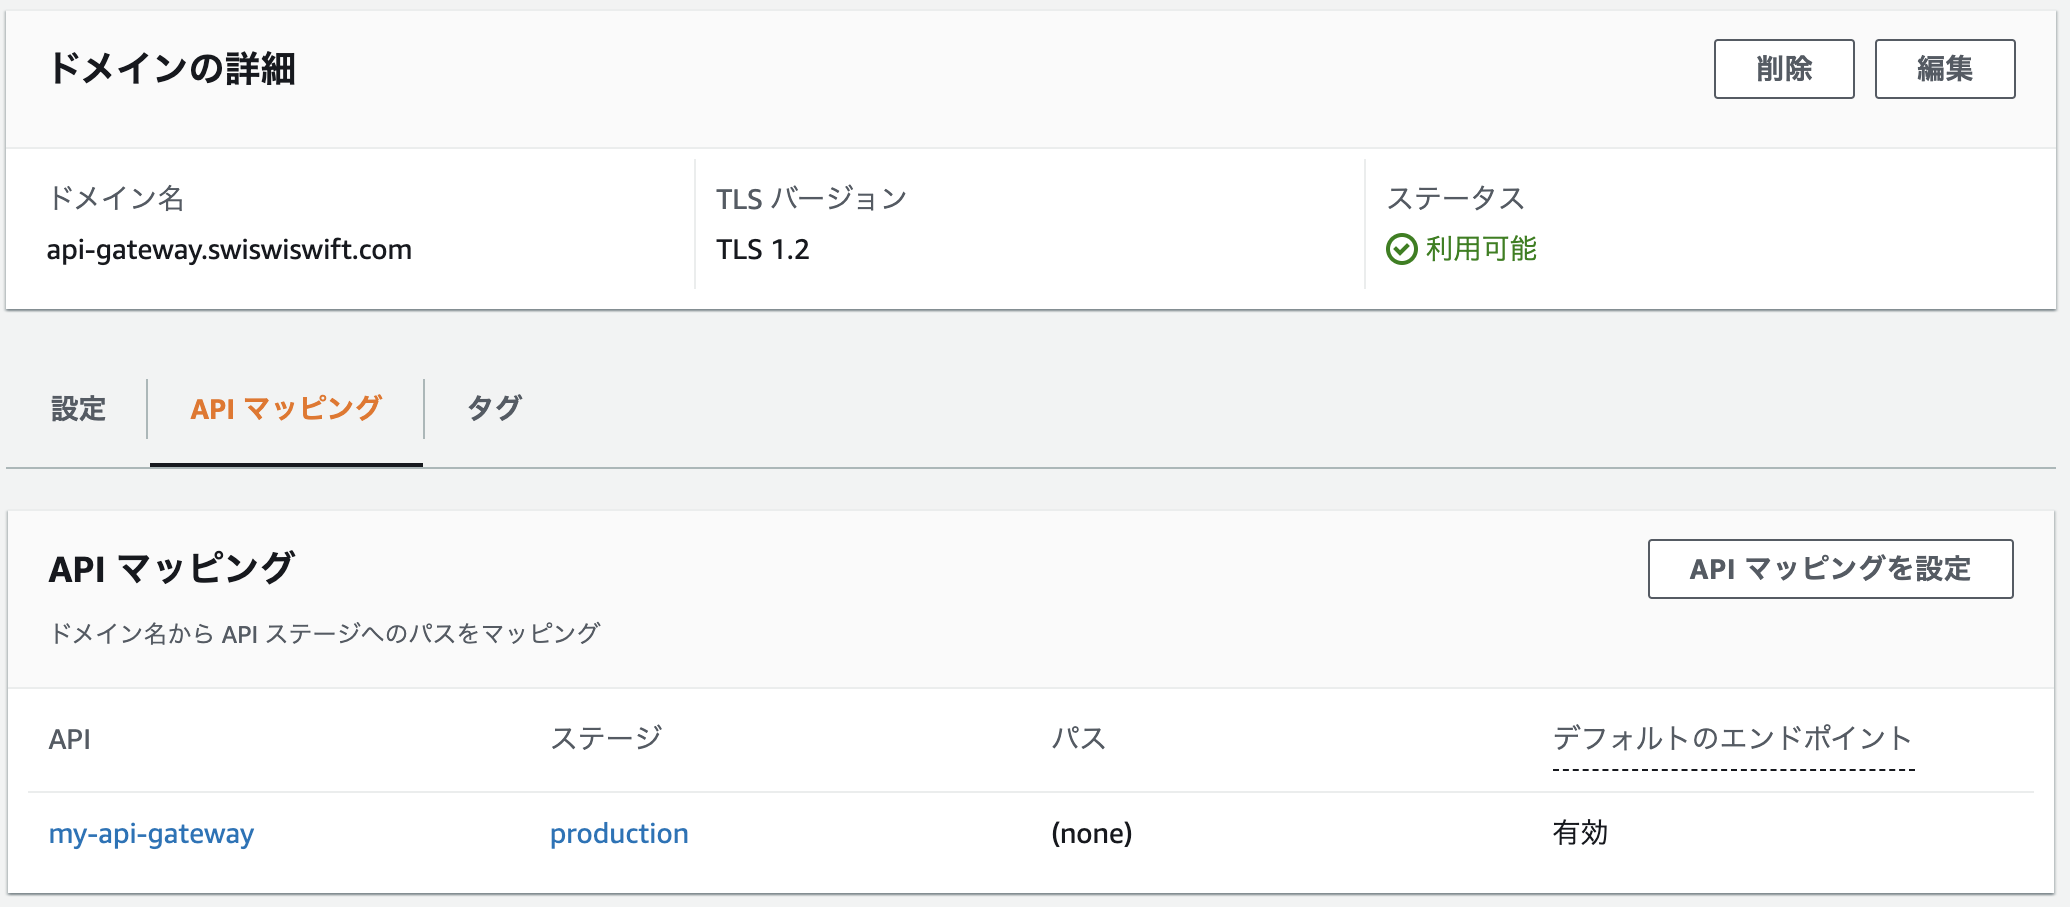 ドメインの詳細
削除
編集
ドメイン名
TLS バージョン
ステータス
api-gateway.swiswiswift.com
TLS 1.2
利用可能
設定
API マッピング
タグ
API マッピング
API マッピングを設定
ドメイン名から API ステージへのパスをマッピング
API
ステージ
パス
デフォルトのエンドポイント
my-api-gateway
production
(none)
有効